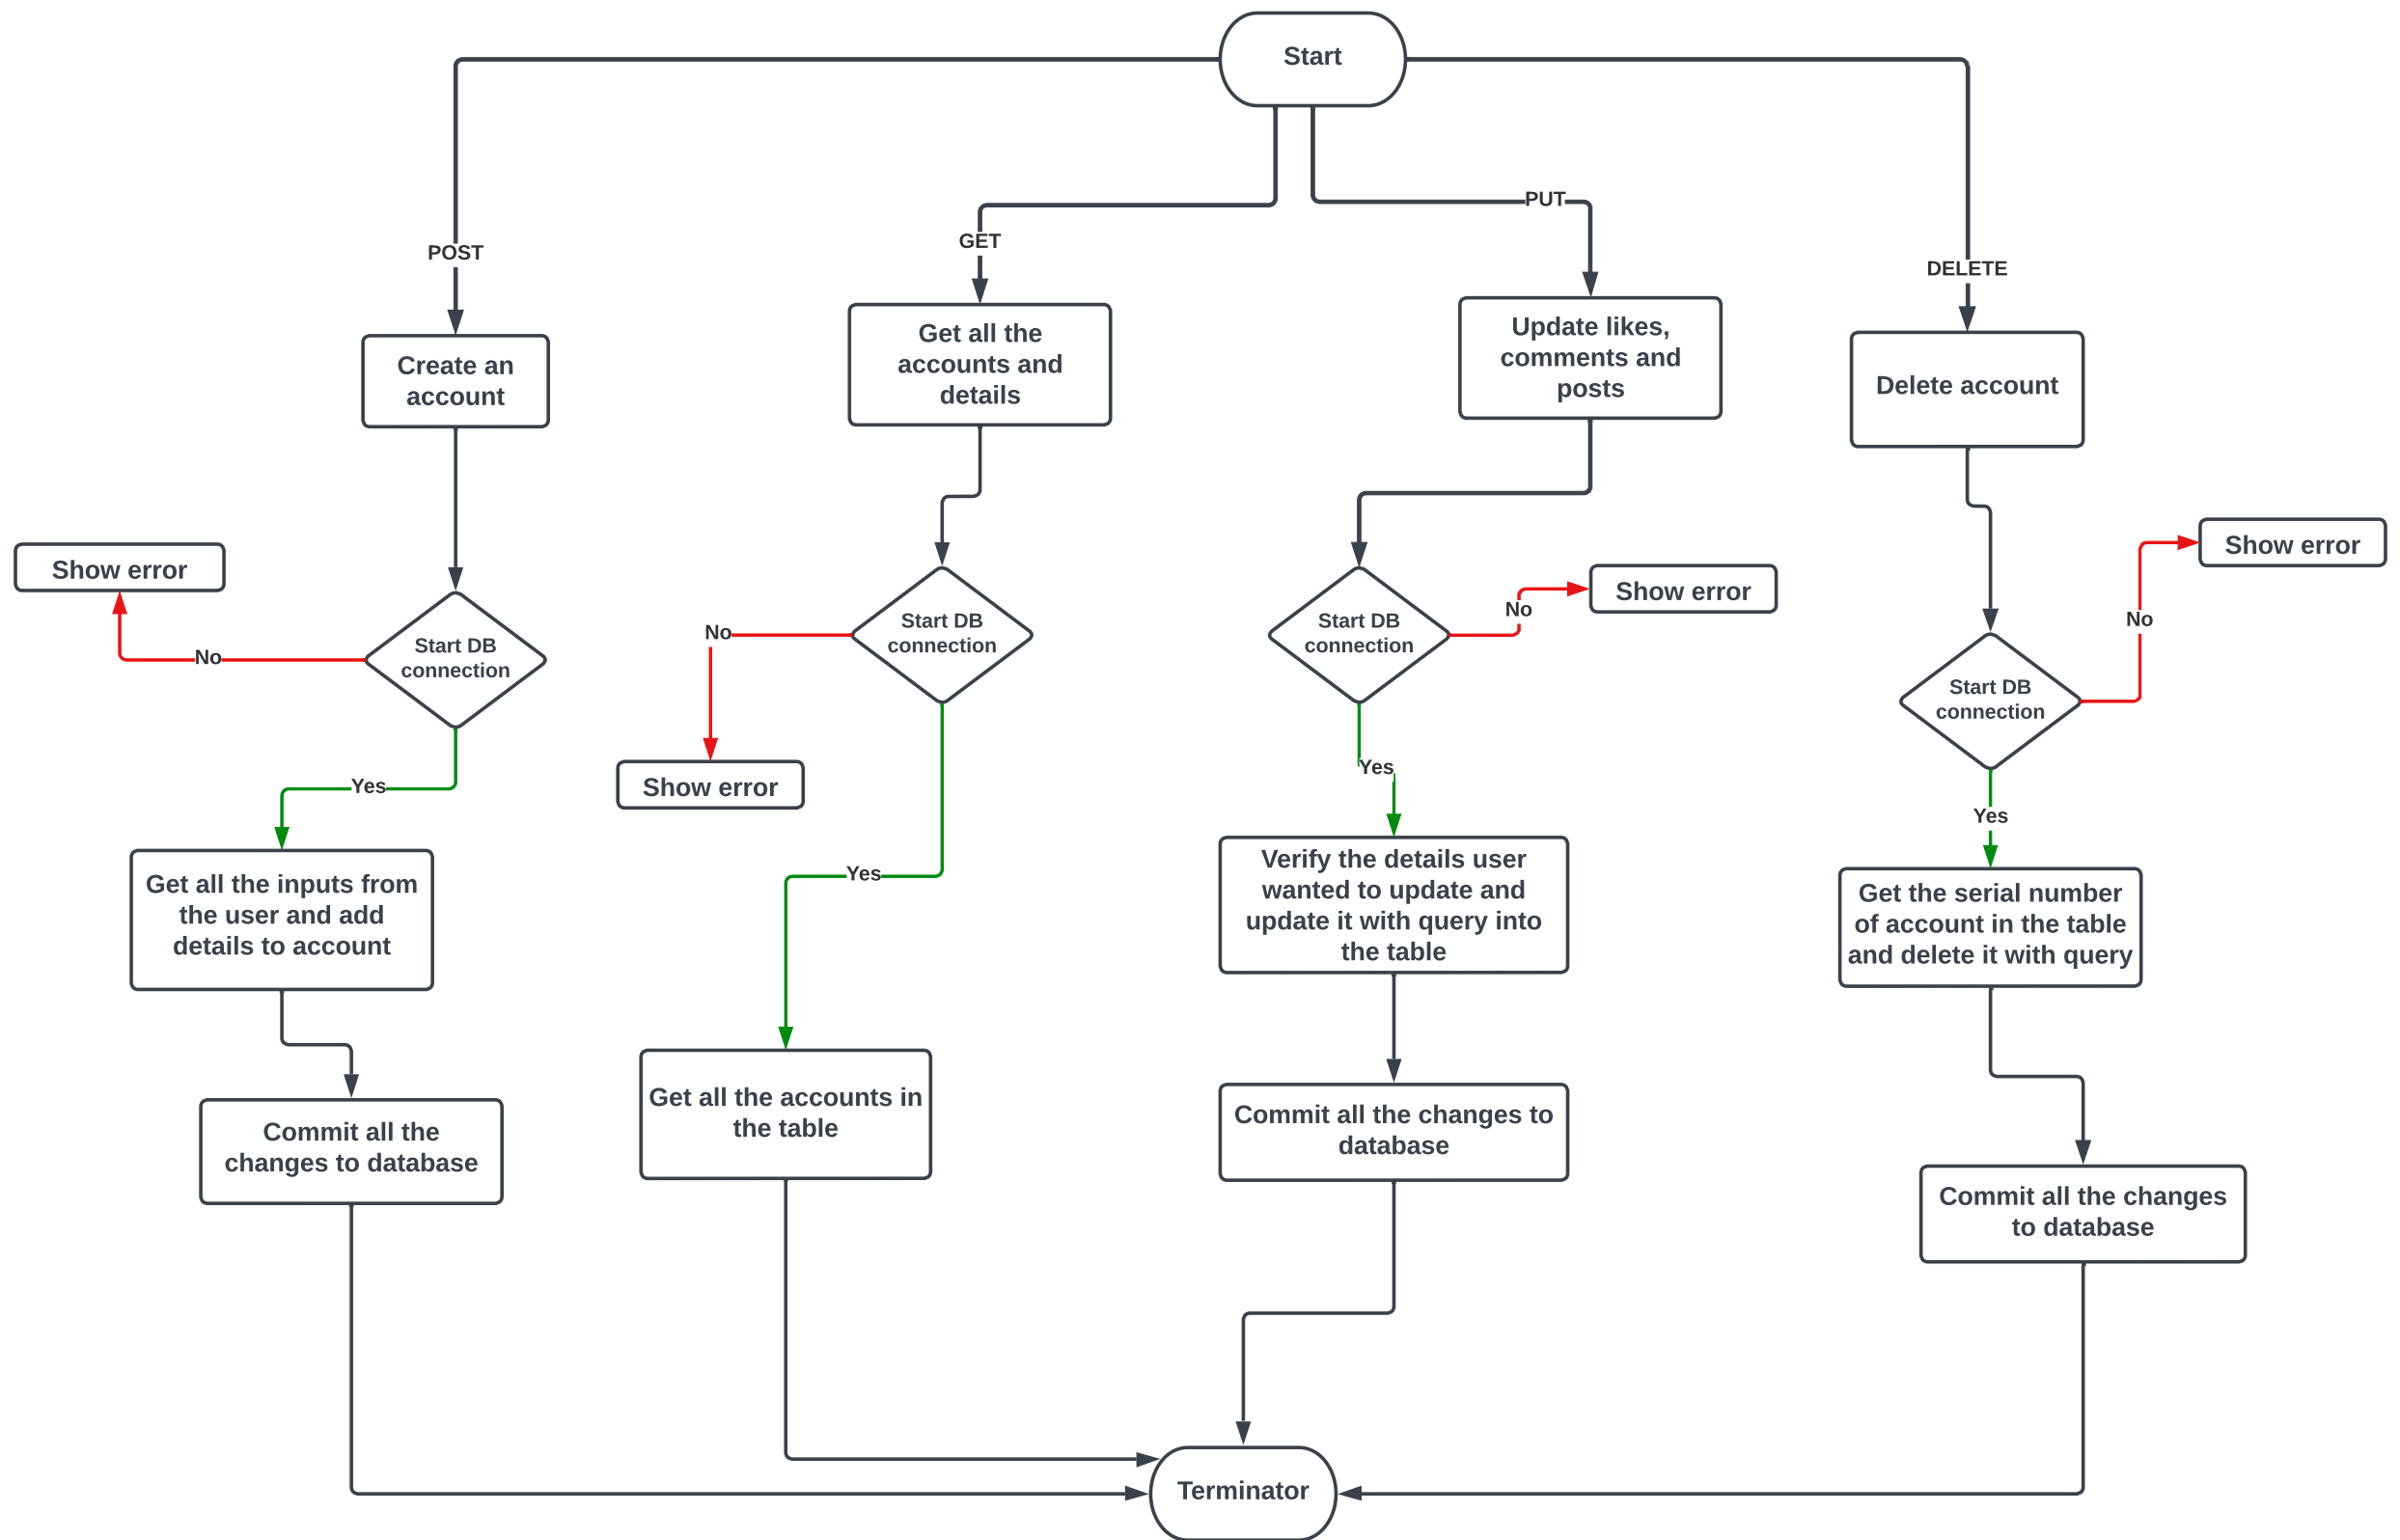 Start
PUT
GET
POST
DELETE
Create an
account
Get all the
accounts and
details
Update likes,
comments and
posts
Delete account
Show error
No
Start DB
connection
Yes
Get all the inputs from
the user and add
details to account
Commit all the
changes to database
Start DB
connection
No
Show error
Yes
Get all the accounts in
the table
Start DB
connection
No
Show error
Yes
Verify the details user
wanted to update and
update it with query into
the table
Commit all the changes to
database
Show error
No
Start DB
connection
Yes
Get the serial number
of account in the table
and delete it with query
Commit all the changes
to database
Terminator